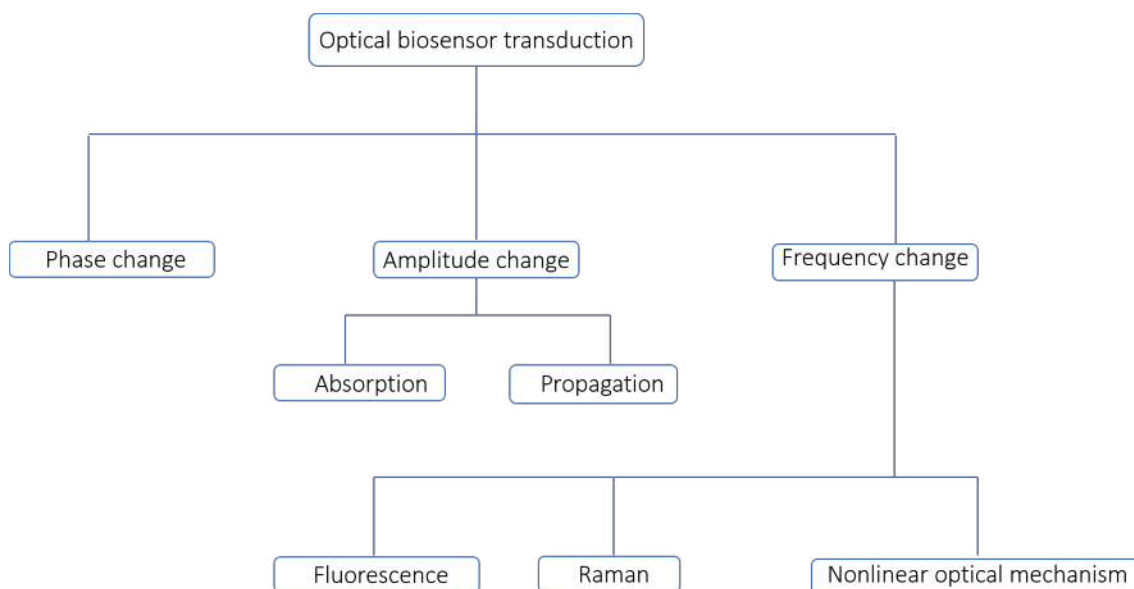 Optical biosensor transduction
Phase change
Amplitude change
Frequency change
Absorption
Propagation
Fluorescence
Raman
Nonlinear optical mechanism